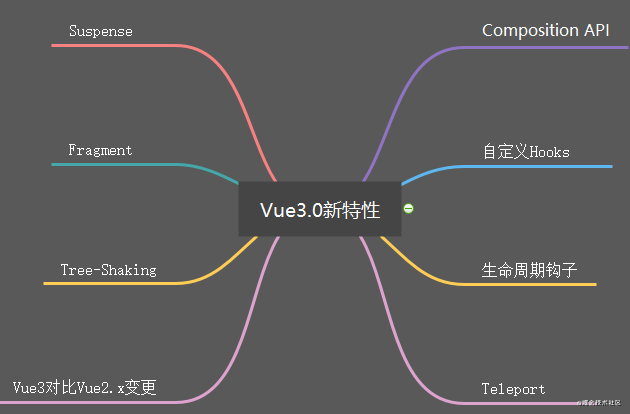 Suspense
Composition API
Fragment
自定义Hooks
Vue3.0新特性
Tree-Shaking
生命周期钩子
Vue3对比Vue2.x变更
Teleport
@稀土掘金技术社区